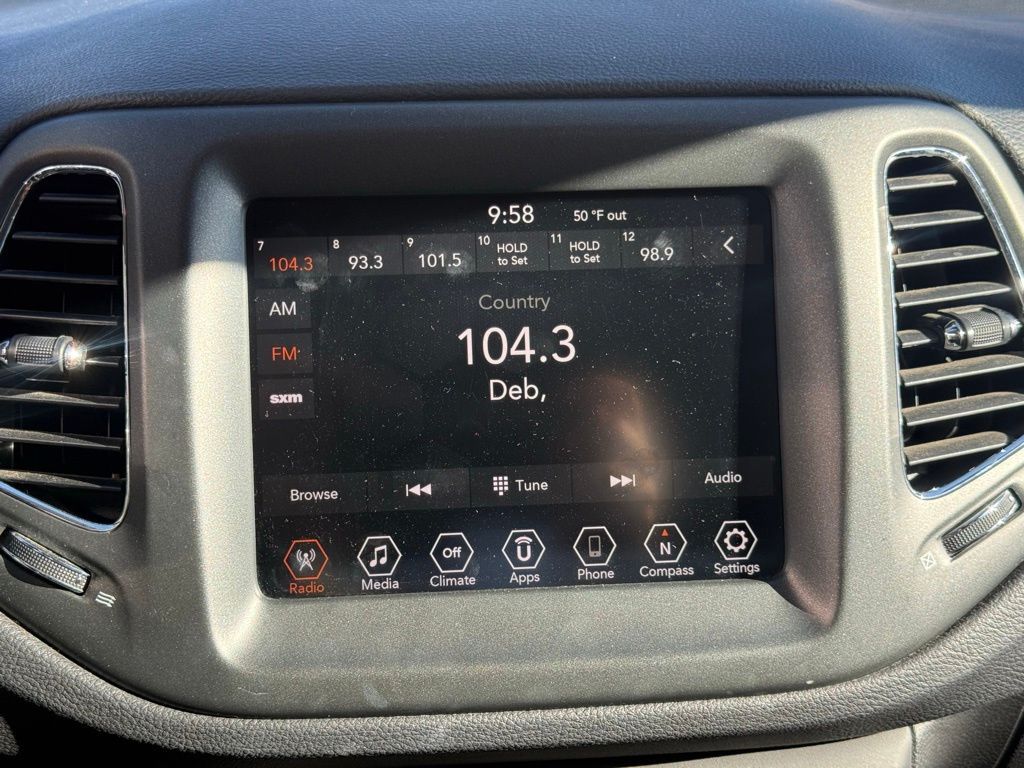 9:58 50 °F out
7 104.3 8 93.3 9 101.5 10 HOLD to Set 11 HOLD to Set 12 98.9
AM
FM
sxm
Country
104.3
Deb,
Browse Tune Audio
Off N
Radio Media Climate Apps Phone Compass Settings